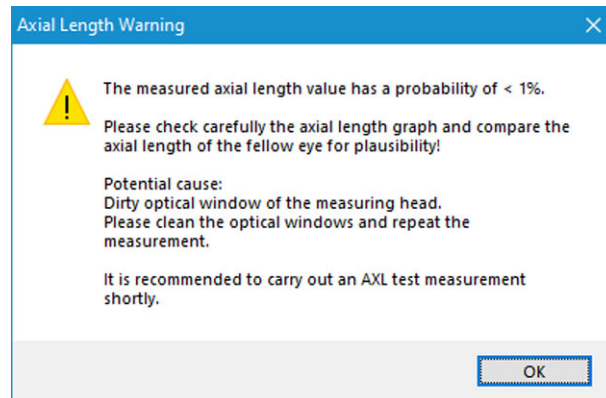 Axial Length Warning
The measured axial length value has a probability of < 1%.
Please check carefully the axial length graph and compare the
axial length of the fellow eye for plausibility!
Potential cause:
Dirty optical window of the measuring head.
Please clean the optical windows and repeat the
measurement.
It is recommended to carry out an AXL test measurement
shortly.
OK